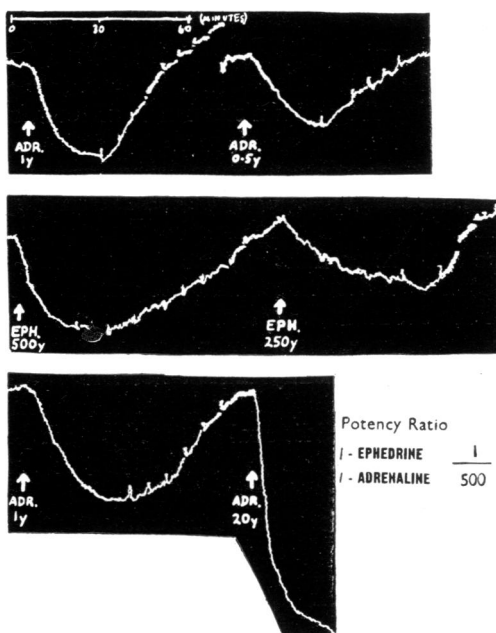 0 30 60 (MINUTES)
ADR. ADR.
1γ 0.5γ
EPH. EPH.
500γ 250γ
ADR. ADR.
1γ 20γ
Potency Ratio
l - EPHEDRINE 1
l - ADRENALINE 500